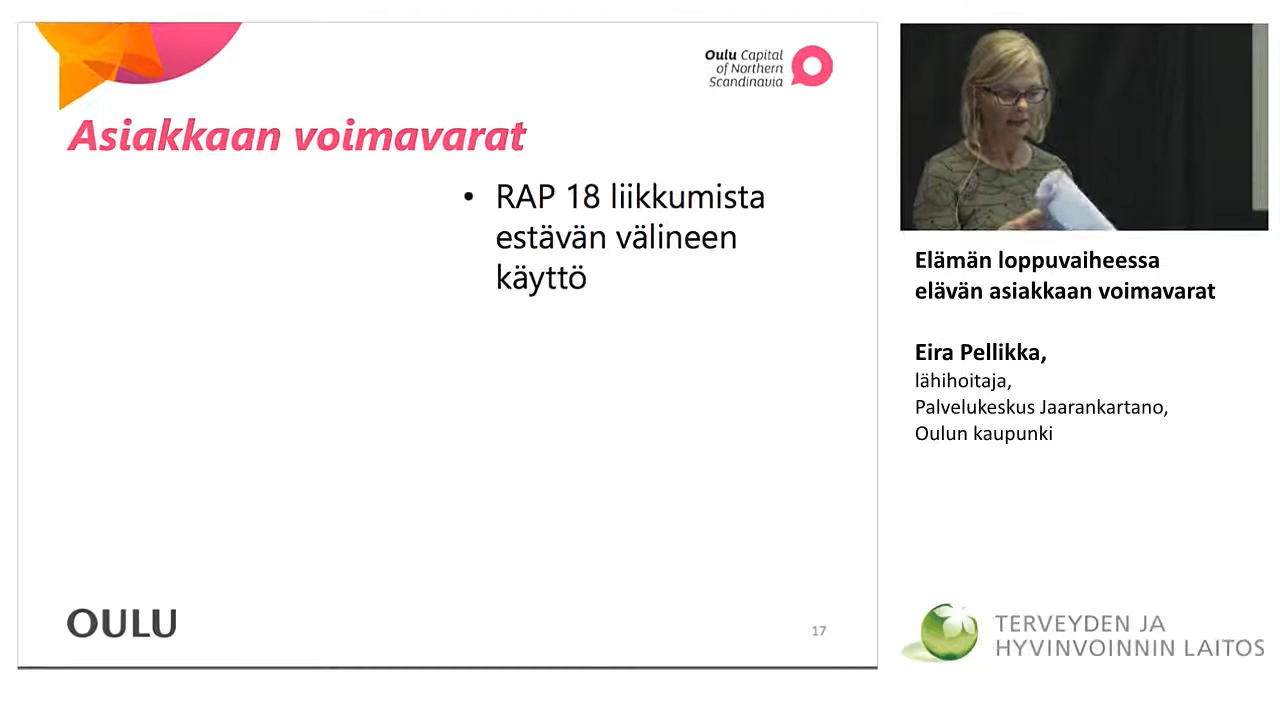 Oulu Capital
of Northern
Scandinavia
Asiakkaan voimavarat
• RAP 18 liikkumista
estävän välineen
käyttö
OULU
17
Elämän loppuvaiheessa
elävän asiakkaan voimavarat
Eira Pellikka,
lähihoitaja,
Palvelukeskus Jaarankartano,
Oulun kaupunki
TERVEYDEN JA
HYVINVOINNIN LAITOS